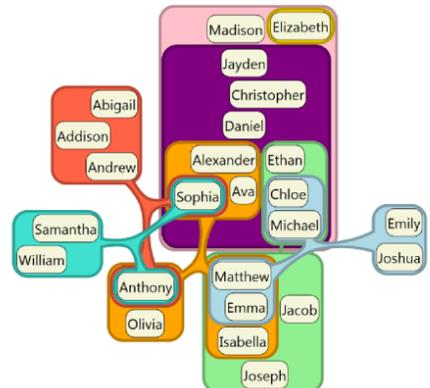 Madison
Elizabeth
Jayden
Christopher
Daniel
Abigail
Addison
Andrew
Alexander
Ethan
Sophia
Ava
Chloe
Michael
Samantha
William
Emily
Joshua
Anthony
Matthew
Olivia
Emma
Jacob
Isabella
Joseph